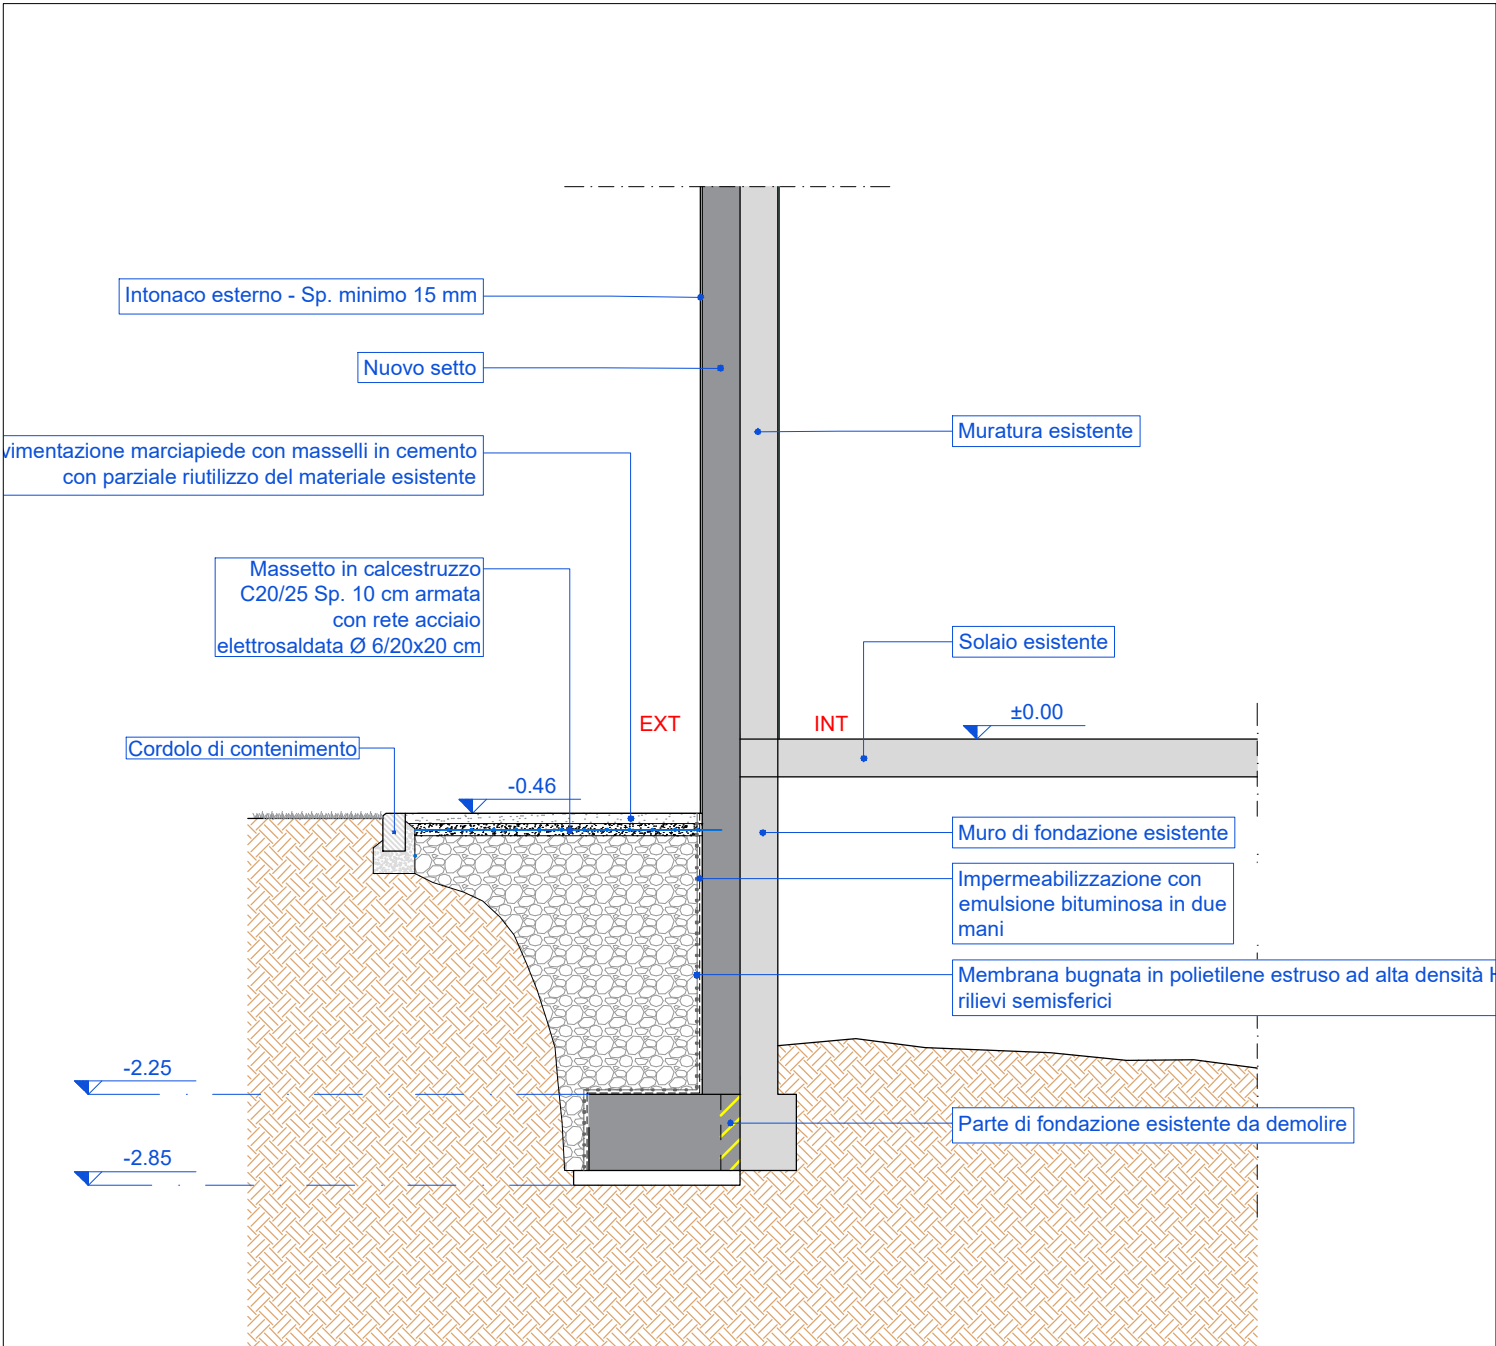 Intonaco esterno - Sp. minimo 15 mm
Nuovo setto
Muratura esistente
marciapiede con masselli in cemento
con parziale riutilizzo del materiale esistente
Massetto in calcestruzzo
C20/25 Sp. 10 cm armata
con rete acciaio
elettrosaldata Ø 6/20x20 cm
Solaio esistente
EXT
INT
±0.00
Cordolo di contenimento
-0.46
Muro di fondazione esistente
Impermeabilizzazione con
emulsione bituminosa in due
mani
Membrana bugnata in polietilene estruso ad alta densità
rilievi semisferici
-2.25
Parte di fondazione esistente da demolire
-2.85